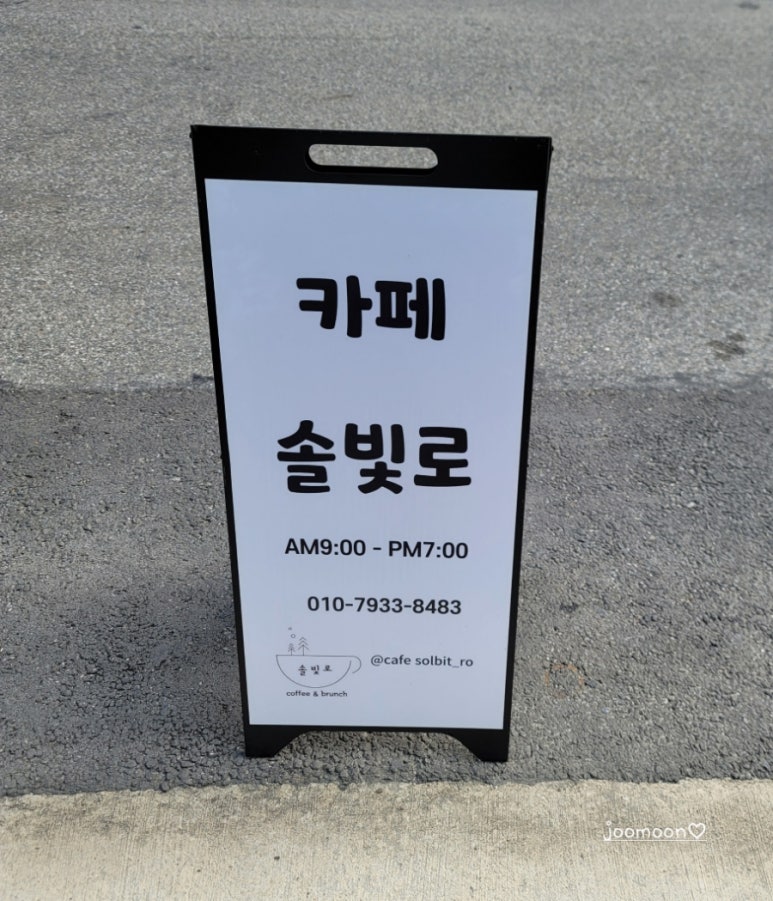 카페
솔빛로
AM9:00 - PM7:00
010-7933-8483
솔빛로
@cafe solbit_ro
coffee & brunch
joomoon♡